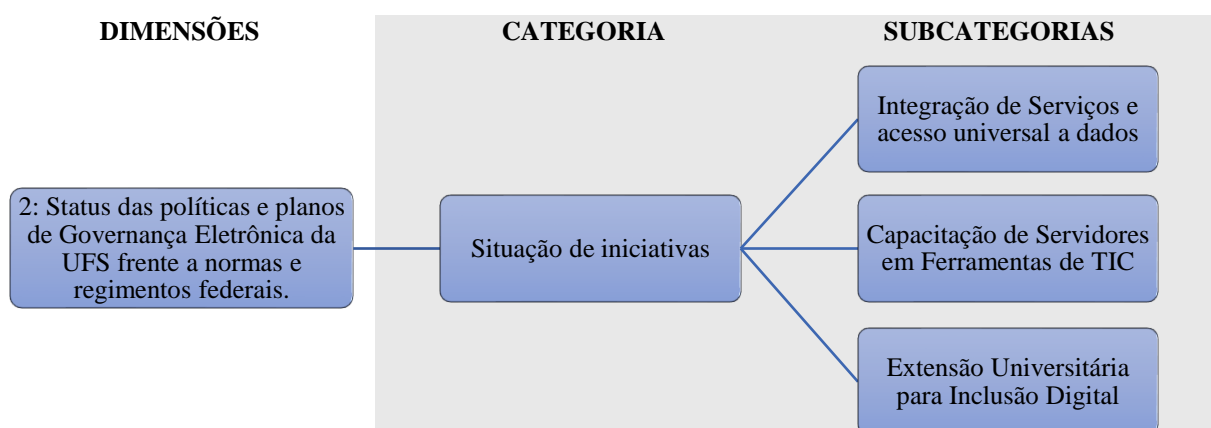 DIMENSÕES
CATEGORIA
SUBCATEGORIAS
2: Status das políticas e planos
de Governança Eletrônica da
UFS frente a normas e
regimentos federais.
Situação de iniciativas
Integração de Serviços e
acesso universal a dados
Capacitação de Servidores
em Ferramentas de TIC
Extensão Universitária
para Inclusão Digital